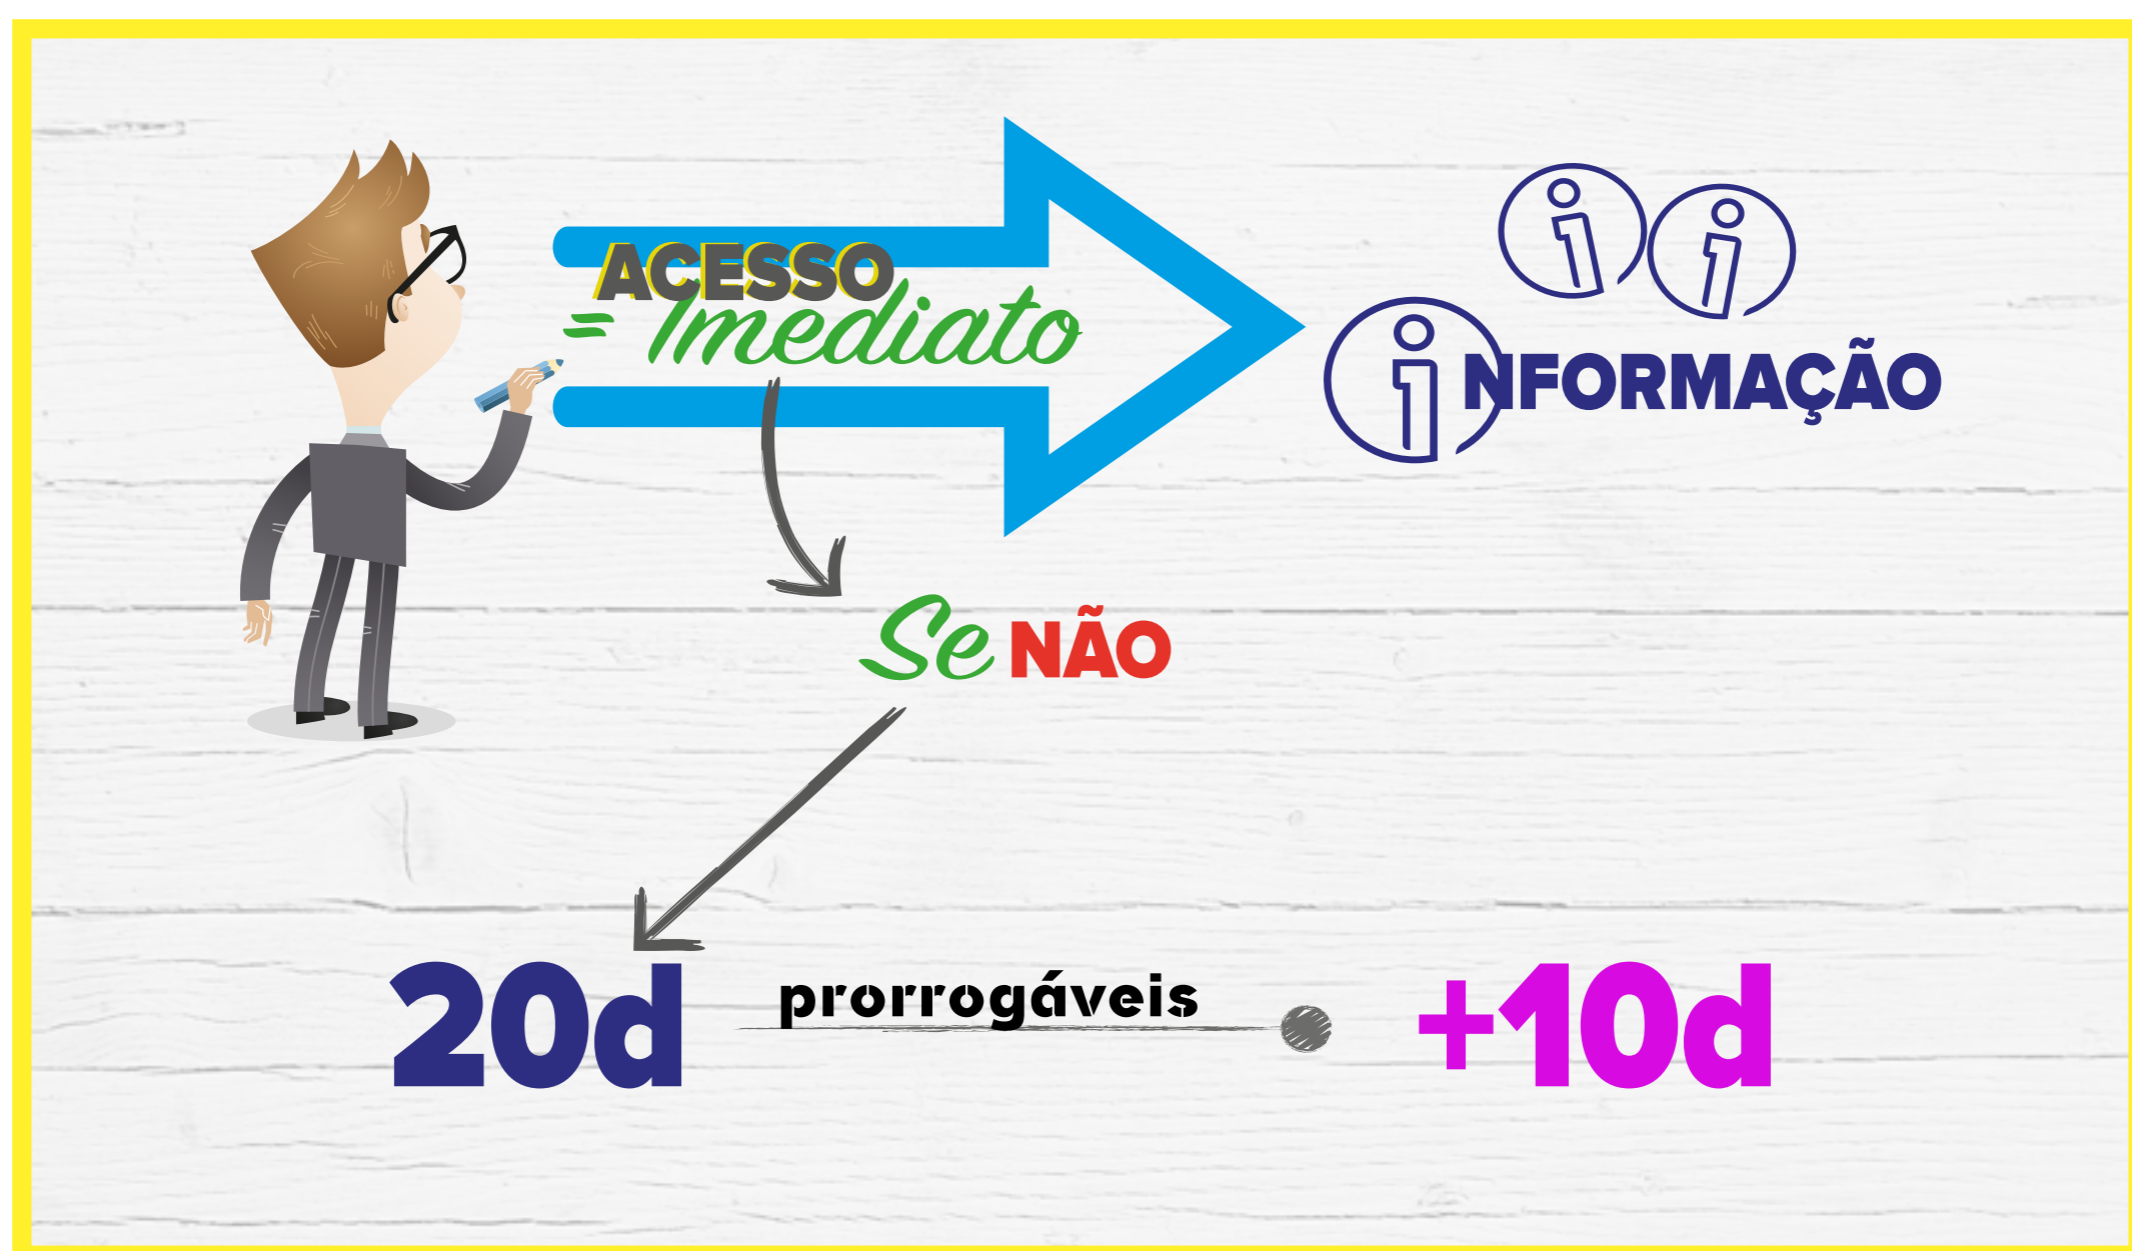 ACESSO
= Imediato
i i
iNFORMAÇÃO
Se NÃO
20d prorrogáveis +10d